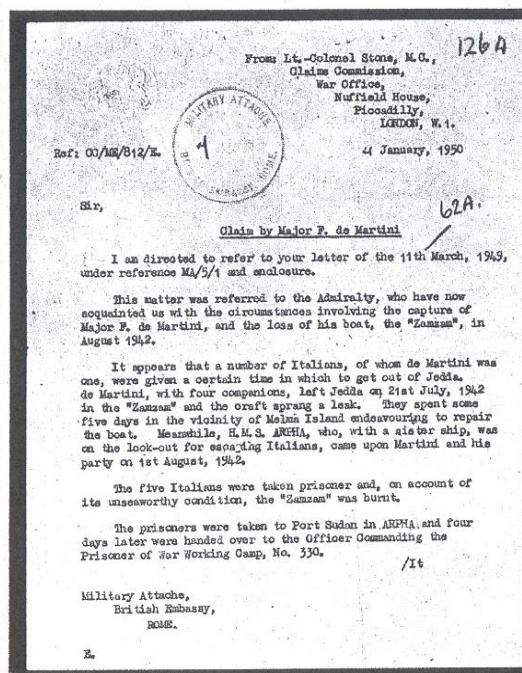 126A
From: Lt.-Colonel Stone, M.C.,
Claims Commission,
War Office,
Nuffield House,
Piccadilly,
LONDON, W.1.
MILITARY ATTACHE
BRITISH EMBASSY ROME
Ref: CC/ME/812/E.
4 January, 1950
Sir,
62A.
Claim by Major F. de Martini
I am directed to refer to your letter of the 11th March, 1949,
under reference MA/5/1 and enclosure.
This matter was referred to the Admiralty, who have now
acquainted us with the circumstances involving the capture of
Major F. de Martini, and the loss of his boat, the "Zamzam", in
August 1942.
It appears that a number of Italians, of whom de Martini was
one, were given a certain time in which to get out of Jedda.
de Martini, with four companions, left Jedda on 21st July, 1942
in the "Zamzam" and the craft sprang a leak. They spent some
five days in the vicinity of Melma Island endeavouring to repair
the boat. Meanwhile, H.M.S. ARPHA, who, with a sister ship, was
on the look-out for escaping Italians, came upon Martini and his
party on 1st August, 1942.
The five Italians were taken prisoner and, on account of
its unseaworthy condition, the "Zamzam" was burnt.
The prisoners were taken to Port Sudan in ARPHA and four
days later were handed over to the Officer Commanding the
Prisoner of War Working Camp, No. 330.
/It
Military Attache,
British Embassy,
ROME.
E.